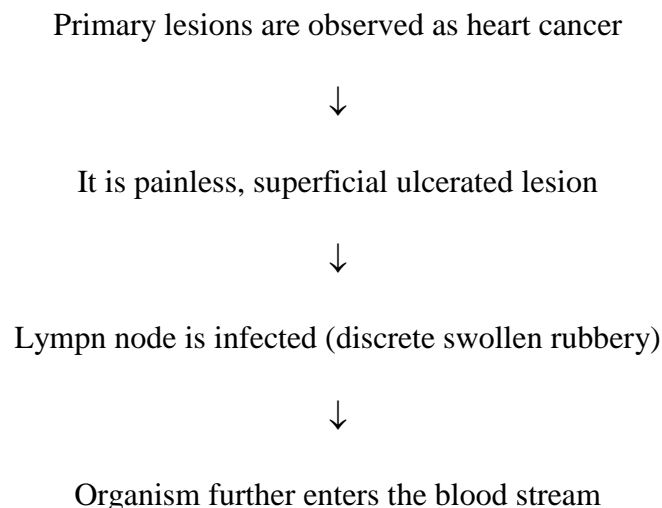 Primary lesions are observed as heart cancer
↓
It is painless, superficial ulcerated lesion
↓
Lympn node is infected (discrete swollen rubbery)
↓
Organism further enters the blood stream